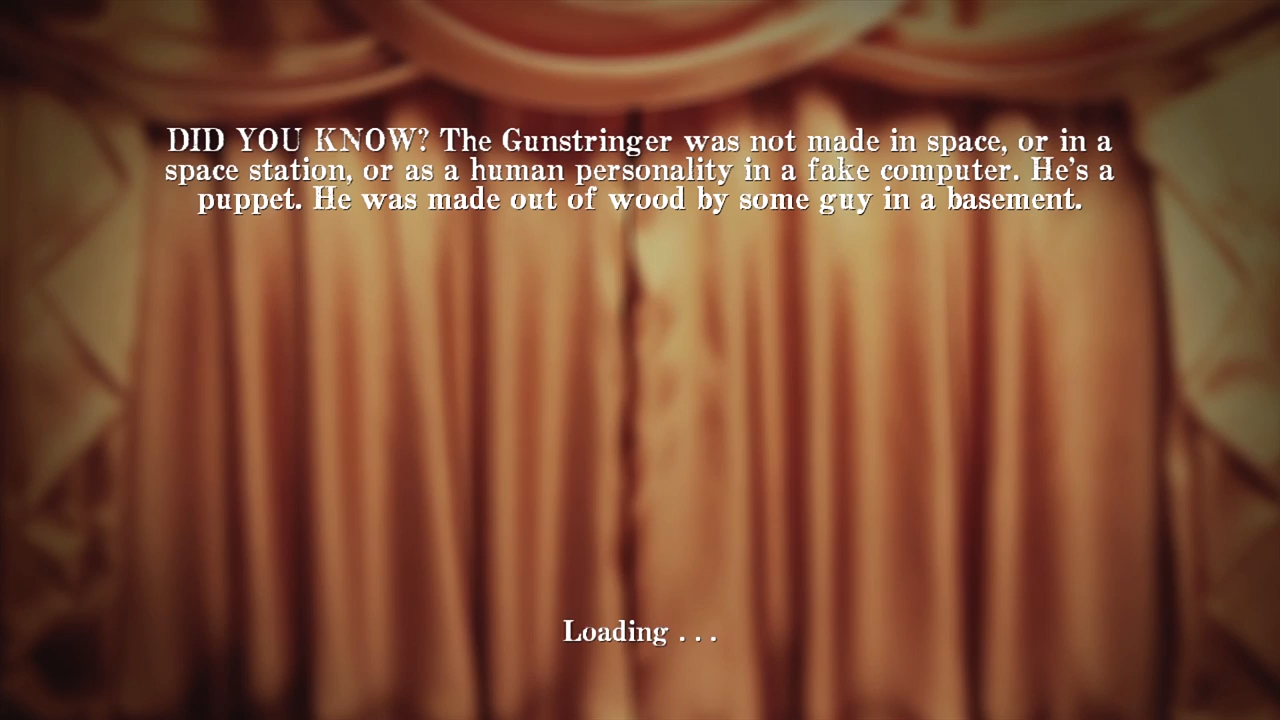 DID YOU KNOW? The Gunstringer was not made in space, or in a
space station, or as a human personality in a fake computer. He's a
puppet. He was made out of wood by some guy in a basement.
Loading . . .